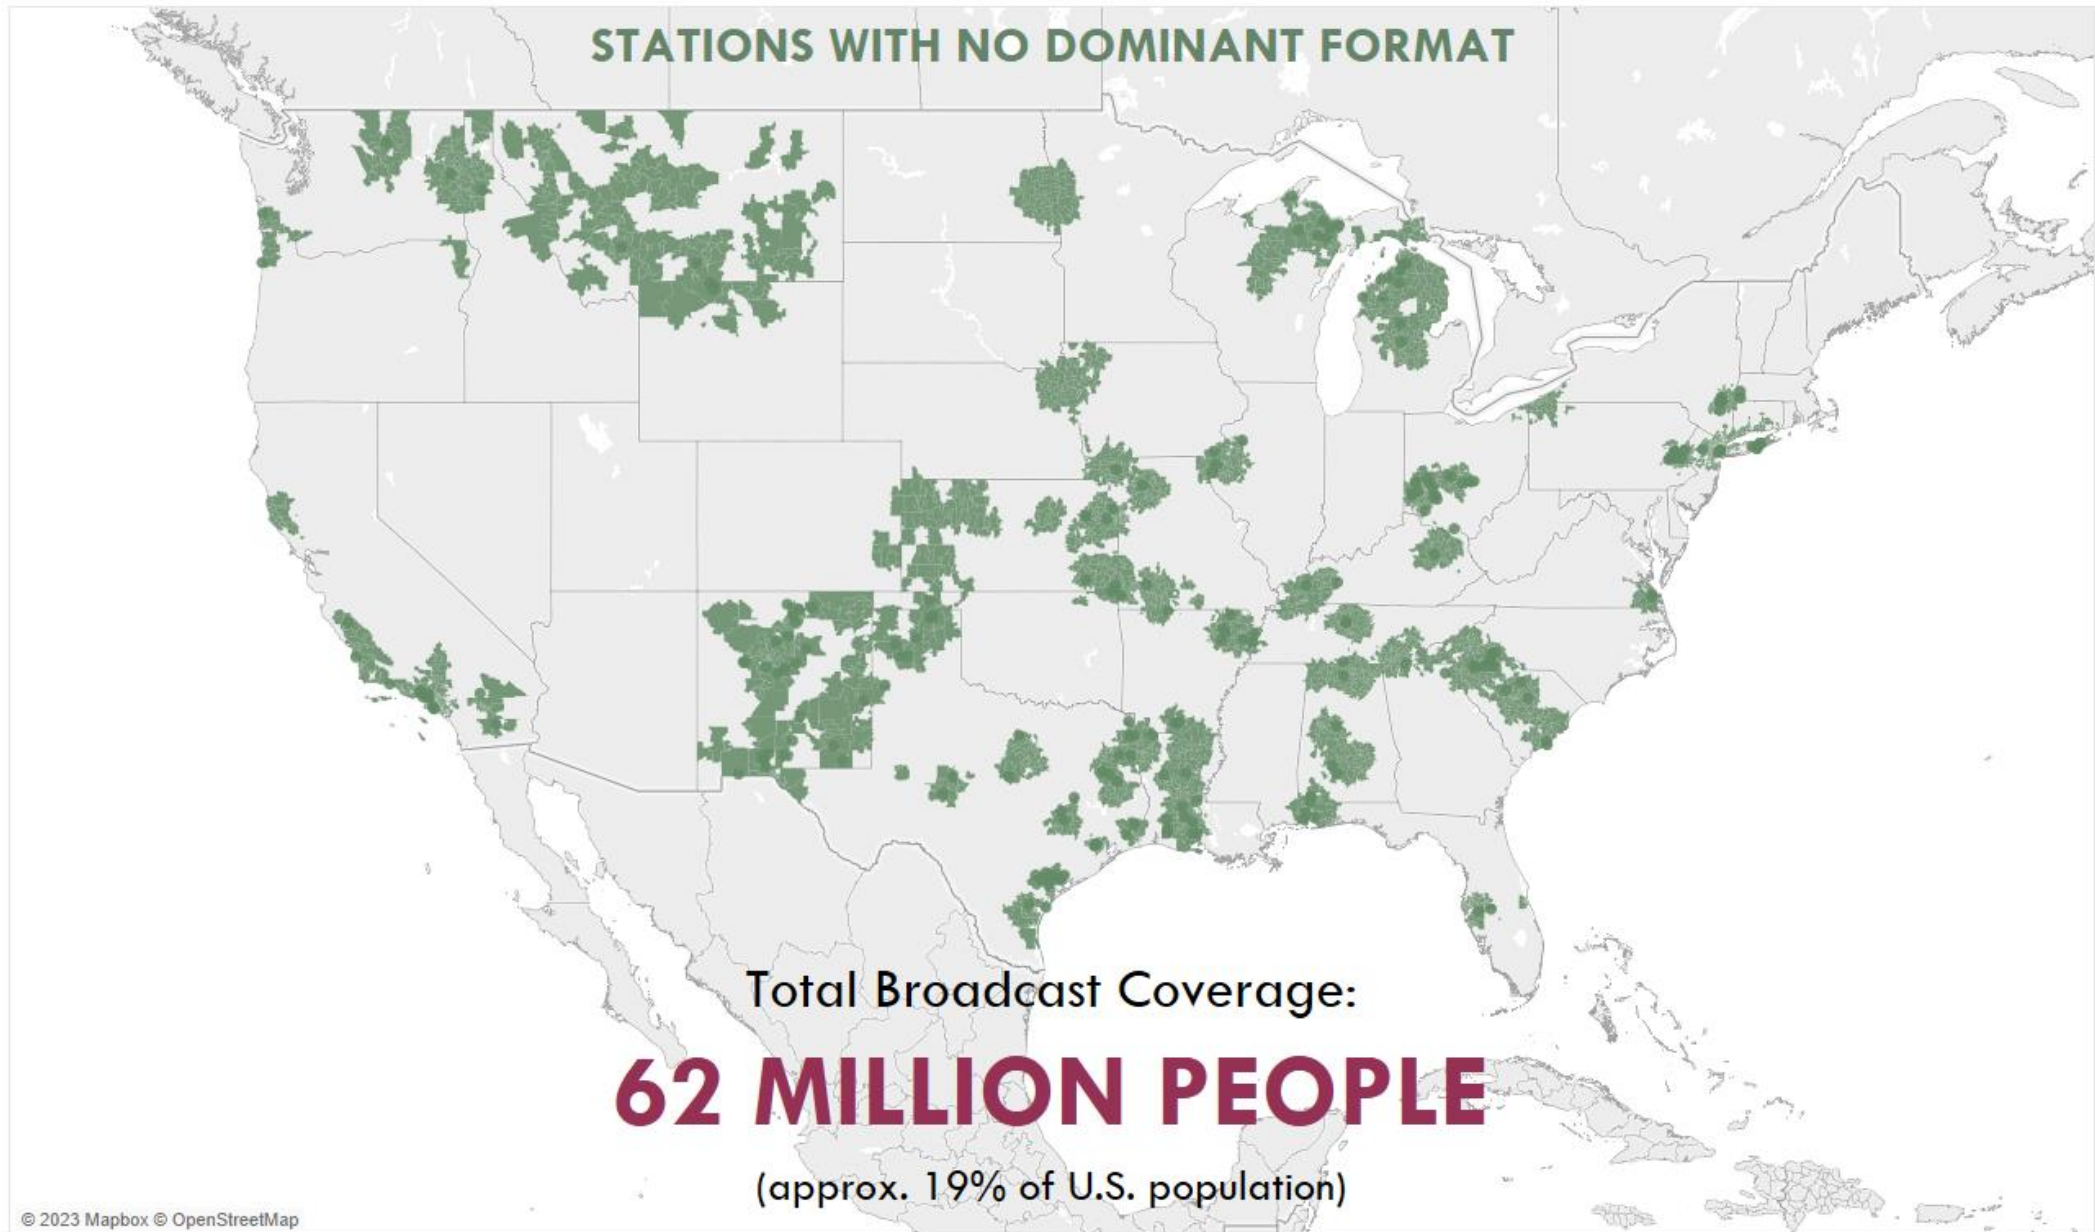 STATIONS WITH NO DOMINANT FORMAT
Total Broadcast Coverage:
62 MILLION PEOPLE
(approx. 19% of U.S. population)
© 2023 Mapbox © OpenStreetMap